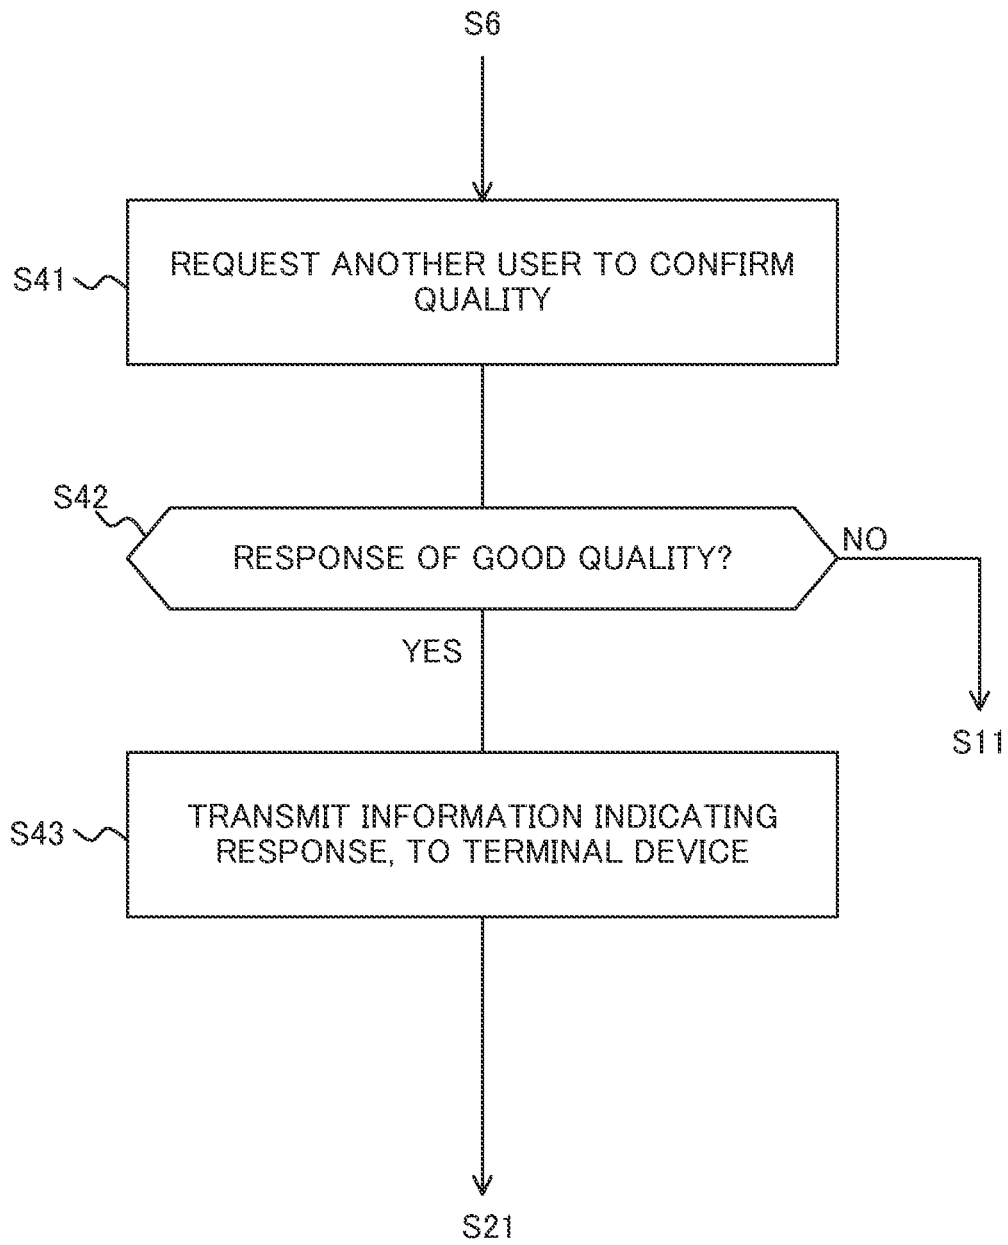 S6
S41
REQUEST ANOTHER USER TO CONFIRM
QUALITY
S42
RESPONSE OF GOOD QUALITY?
NO
YES
S11
S43
TRANSMIT INFORMATION INDICATING
RESPONSE, TO TERMINAL DEVICE
S21